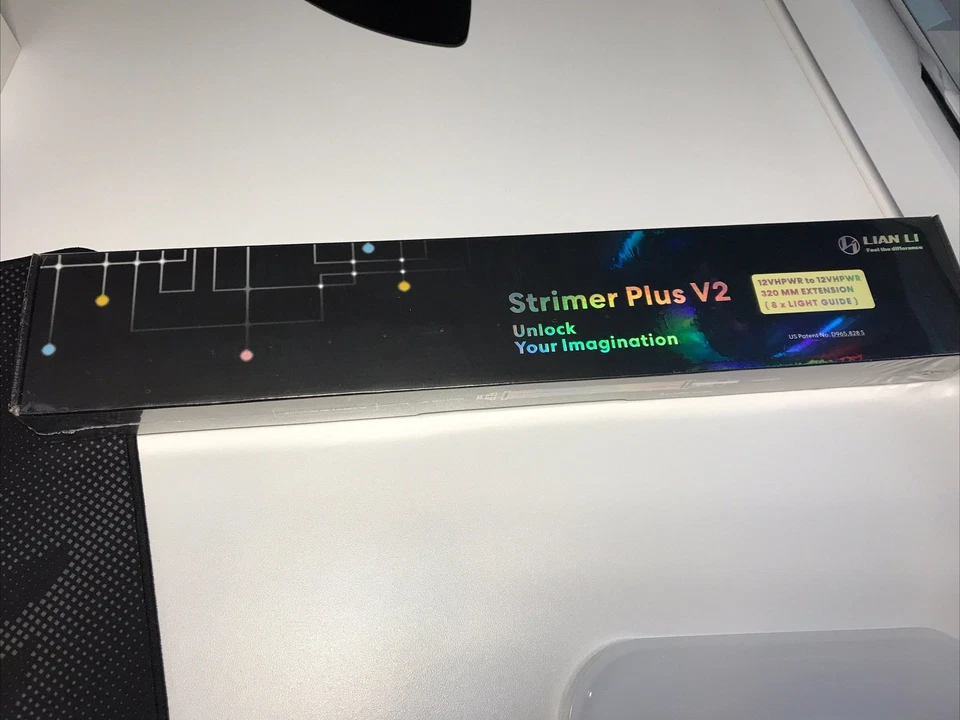 LIAN LI
Feel the difference
Strimer Plus V2
Unlock
Your Imagination
12VHPWR to 12VHPWR
320 MM EXTENSION
( 8 x LIGHT GUIDE )
US Patent No. D965,828 S